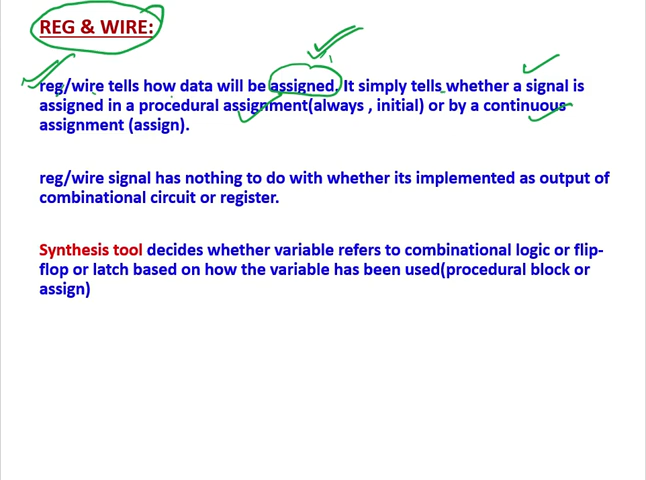 REG & WIRE:
reg/wire tells how data will be assigned. It simply tells whether a signal is
assigned in a procedural assignment(always , initial) or by a continuous
assignment (assign).
reg/wire signal has nothing to do with whether its implemented as output of
combinational circuit or register.
Synthesis tool decides whether variable refers to combinational logic or flip-
flop or latch based on how the variable has been used(procedural block or
assign)